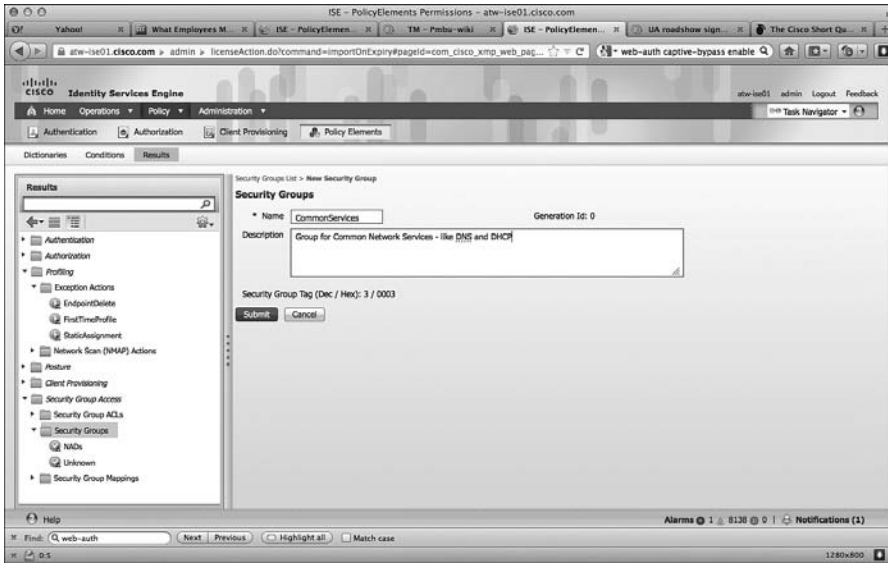 ISE – PolicyElements Permissions – atw-ise01.cisco.com
Yahoo!
What Employees M...
ISE – PolicyElemen...
TM – Pmbu-wiki
ISE – PolicyElemen...
UA roadshow sign...
The Cisco Short Qu...
atw-ise01.cisco.com > admin > licenseAction.do?command=importOnExpiry#pageId=com_cisco_xmp_web_pag...
web-auth captive-bypass enable
CISCO Identity Services Engine
atw-ise01 admin Logout Feedback
Home Operations Policy Administration
Task Navigator
Authentication Authorization Client Provisioning Policy Elements
Dictionaries Conditions Results
Results
Authentication
Authorization
Profiling
Exception Actions
EndpointDelete
FirstTimeProfile
StaticAssignment
Network Scan (NMAP) Actions
Posture
Client Provisioning
Security Group Access
Security Group ACLs
Security Groups
NADs
Unknown
Security Group Mappings
Security Groups List > New Security Group
Security Groups
* Name CommonServices Generation Id: 0
Description Group for Common Network Services - like DNS and DHCP
Security Group Tag (Dec / Hex): 3 / 0003
Submit Cancel
Help
Alarms 1 8138 0 | Notifications (1)
× Find: web-auth Next Previous Highlight all Match case
1280×800